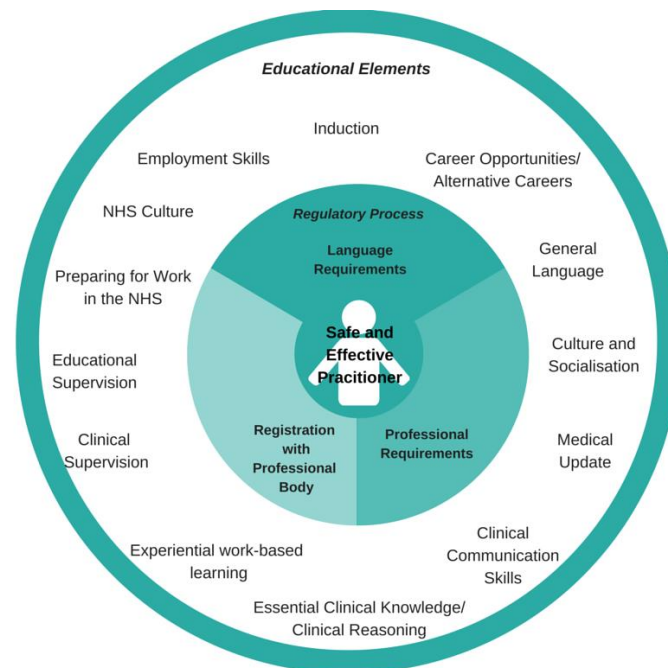 Educational Elements
Induction
Career Opportunities/
Alternative Careers
General
Language
Culture and
Socialisation
Medical
Update
Clinical
Communication
Skills
Essential Clinical Knowledge/
Clinical Reasoning
Experiential work-based
learning
Clinical
Supervision
Educational
Supervision
Preparing for Work
in the NHS
NHS Culture
Employment Skills
Regulatory Process
Language
Requirements
Professional
Requirements
Registration
with
Professional
Body
Safe and
Effective
Practitioner